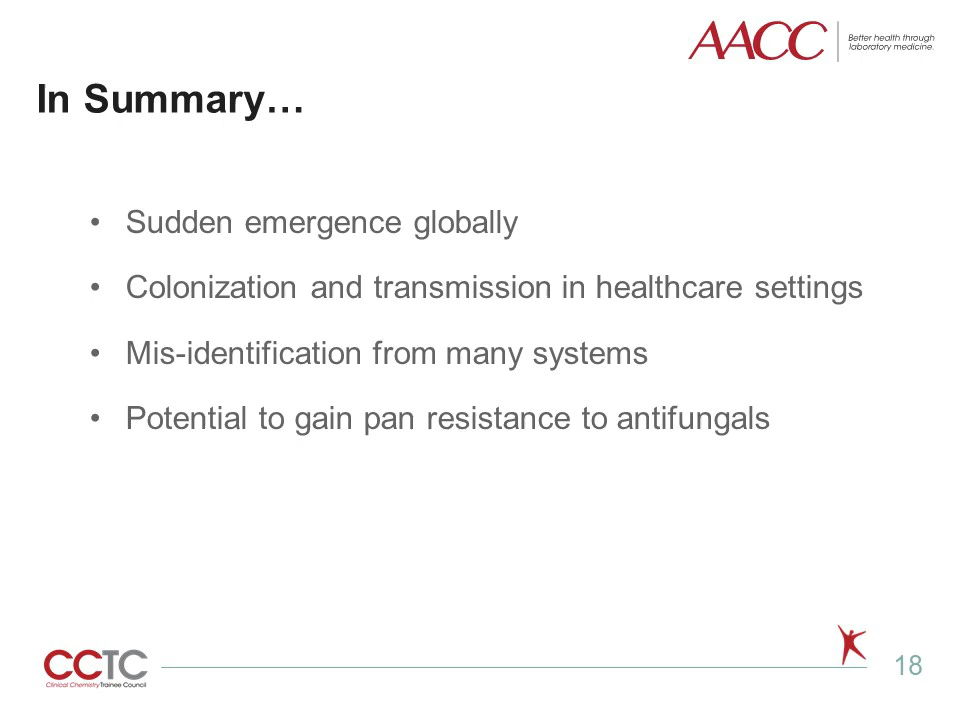 AACC
Better health through
laboratory medicine.
In Summary…
• Sudden emergence globally
• Colonization and transmission in healthcare settings
• Mis-identification from many systems
• Potential to gain pan resistance to antifungals
CCTC
Clinical Chemistry Trainee Council
18